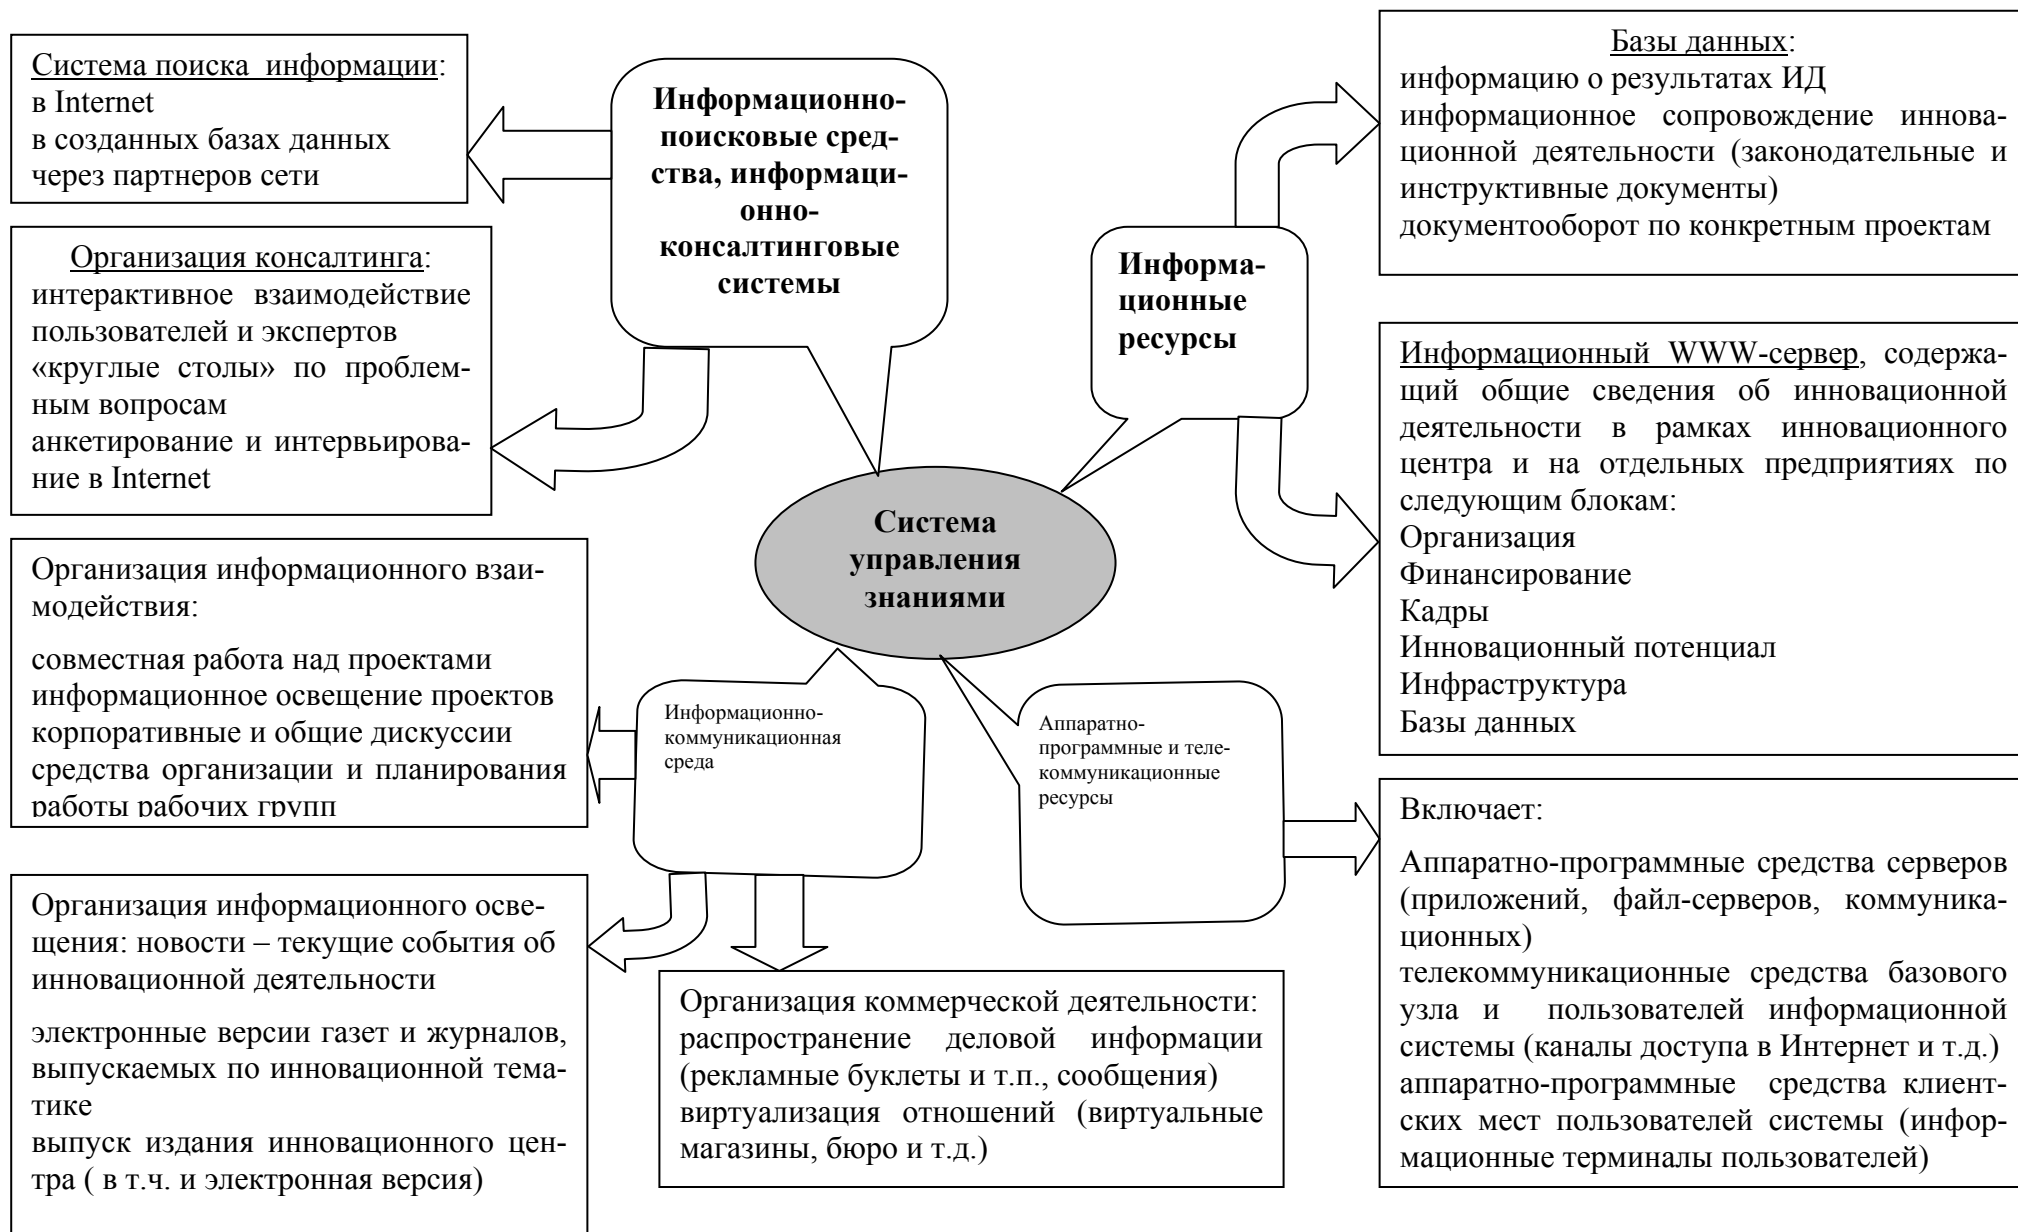 Система поиска  информации:
в Internet
в созданных базах данных
через партнеров сети
Организация консалтинга:
интерактивное взаимодействие
пользователей и экспертов
«круглые столы» по проблем-
ным вопросам
анкетирование и интервьирова-
ние в Internet
Организация информационного взаи-
модействия:
совместная работа над проектами
информационное освещение проектов
корпоративные и общие дискуссии
средства организации и планирования
работы рабочих групп
Организация информационного осве-
щения: новости – текущие события об
инновационной деятельности
электронные версии газет и журналов,
выпускаемых по инновационной тема-
тике
выпуск издания инновационного цен-
тра ( в т.ч. и электронная версия)
Информационно-
поисковые сред-
ства, информаци-
онно-
консалтинговые
системы
Информа-
ционные
ресурсы
Система
управления
знаниями
Информационно-
коммуникационная
среда
Аппаратно-
программные и теле-
коммуникационные
ресурсы
Организация коммерческой деятельности:
распространение деловой информации
(рекламные буклеты и т.п., сообщения)
виртуализация отношений (виртуальные
магазины, бюро и т.д.)
Базы данных:
информацию о результатах ИД
информационное сопровождение иннова-
ционной деятельности (законодательные и
инструктивные документы)
документооборот по конкретным проектам
Информационный WWW-сервер, содержа-
щий общие сведения об инновационной
деятельности в рамках инновационного
центра и на отдельных предприятиях по
следующим блокам:
Организация
Финансирование
Кадры
Инновационный потенциал
Инфраструктура
Базы данных
Включает:
Аппаратно-программные средства серверов
(приложений, файл-серверов, коммуника-
ционных)
телекоммуникационные средства базового
узла и  пользователей информационной
системы (каналы доступа в Интернет и т.д.)
аппаратно-программные средства клиент-
ских мест пользователей системы (инфор-
мационные терминалы пользователей)